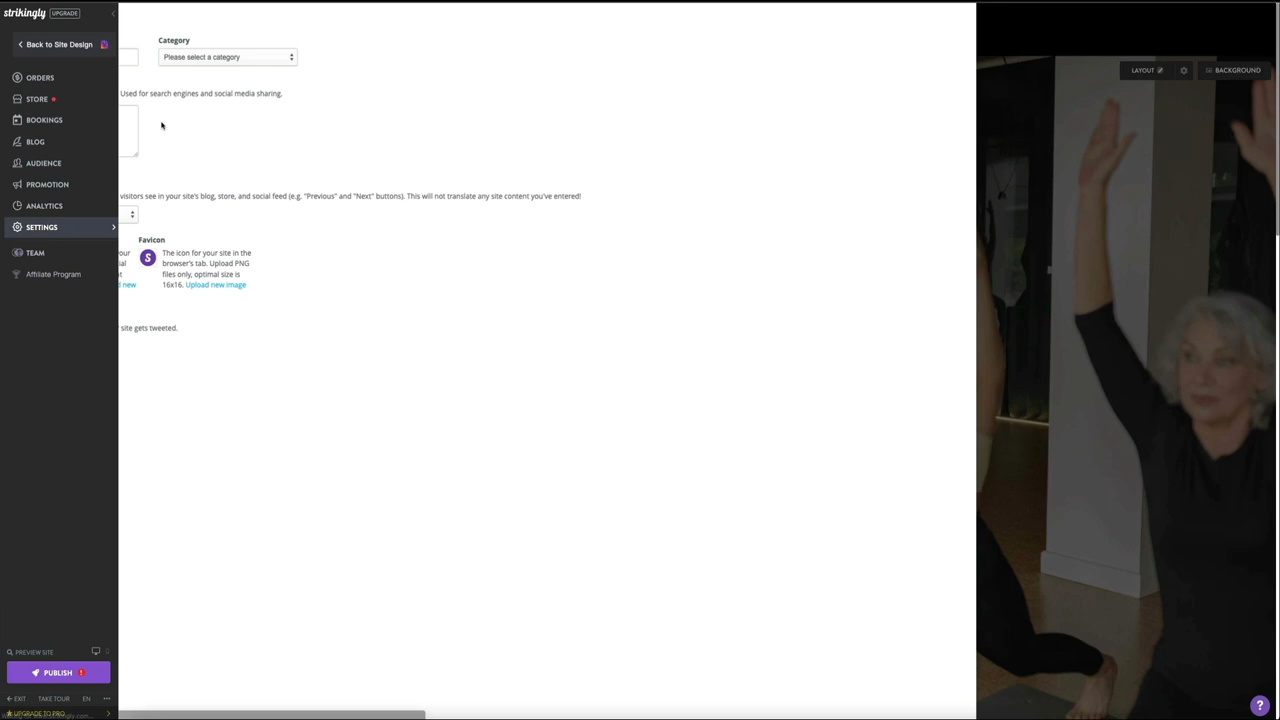 strikingly UPGRADE
Back to Site Design
ORDERS
STORE
BOOKINGS
BLOG
AUDIENCE
PROMOTION
ANALYTICS
SETTINGS
TEAM
Affiliate Program
PREVIEW SITE
PUBLISH !
EXIT TAKE TOUR EN
UPGRADE TO PRO
Category
Please select a category
Used for search engines and social media sharing.
visitors see in your site's blog, store, and social feed (e.g. "Previous" and "Next" buttons). This will not translate any site content you've entered!
Favicon
S
The icon for your site in the
browser's tab. Upload PNG
files only, optimal size is
16x16. Upload new image
new
site gets tweeted.
LAYOUT
BACKGROUND
?